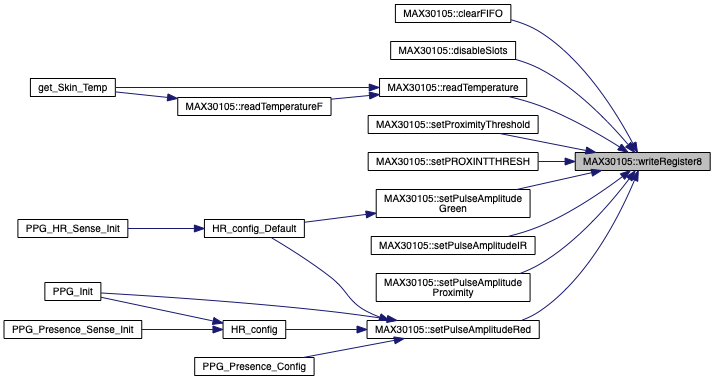 MAX30105::clearFIFO
MAX30105::disableSlots
get_Skin_Temp
MAX30105::readTemperature
MAX30105::readTemperatureF
MAX30105::setProximityThreshold
MAX30105::setPROXINTTHRESH
MAX30105::writeRegister8
MAX30105::setPulseAmplitude
Green
PPG_HR_Sense_Init
HR_config_Default
MAX30105::setPulseAmplitudeIR
MAX30105::setPulseAmplitude
Proximity
PPG_Init
PPG_Presence_Sense_Init
HR_config
MAX30105::setPulseAmplitudeRed
PPG_Presence_Config